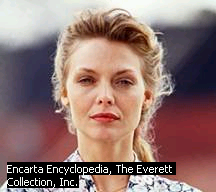 Encarta Encyclopedia, The Everett
Collection, Inc.